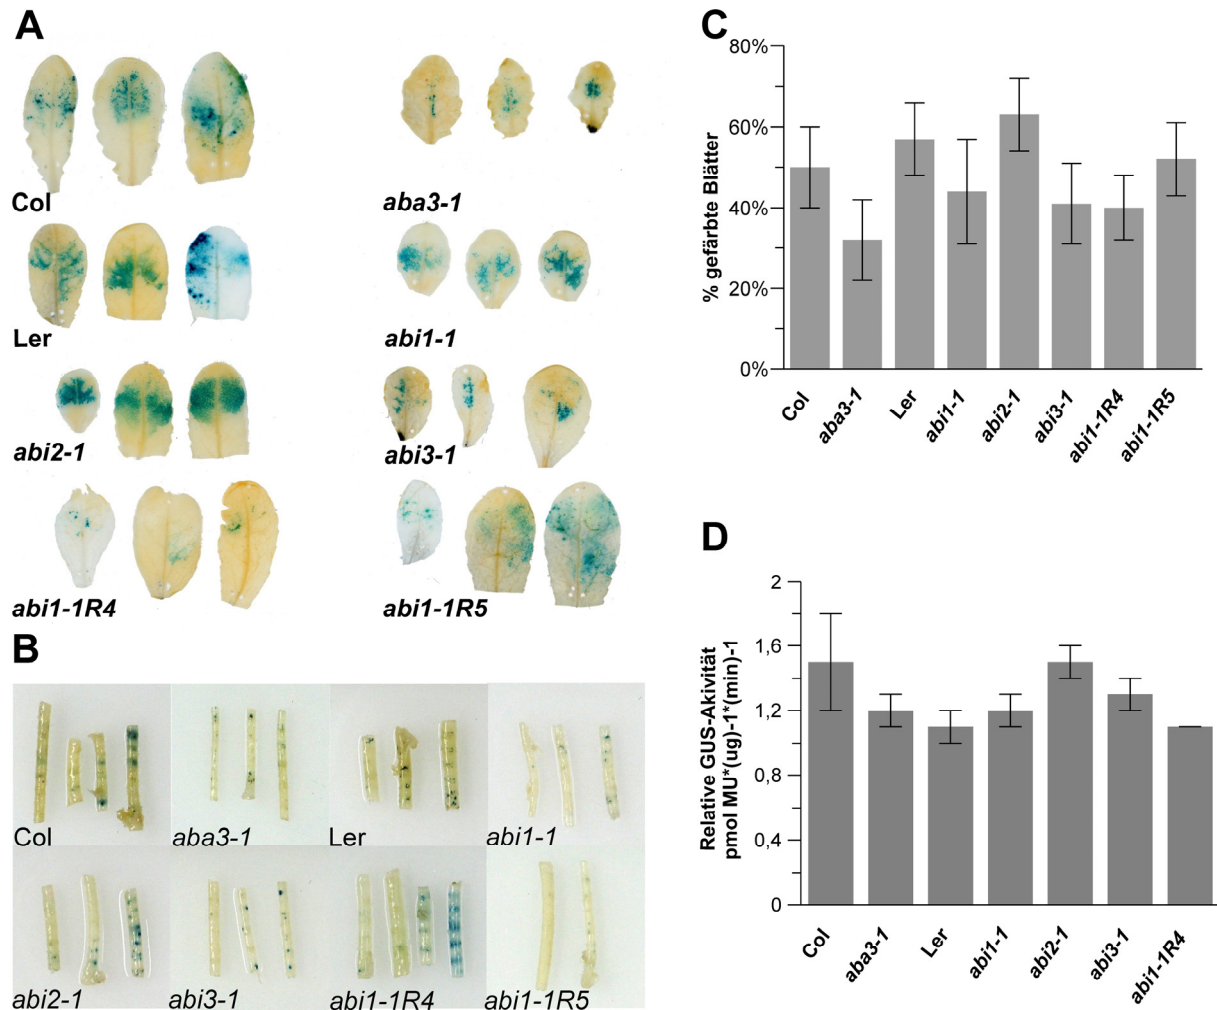 A
Col
aba3-1
Ler
abi1-1
abi2-1
abi3-1
abi1-1R4
abi1-1R5
B
Col
aba3-1
Ler
abi1-1
abi2-1
abi3-1
abi1-1R4
abi1-1R5
C
% gefärbte Blätter
80%
60%
40%
20%
0%
Col
aba3-1
Ler
abi1-1
abi2-1
abi3-1
abi1-1R4
abi1-1R5
D
Relative GUS-Akivität
pmol MU*(ug)-1*(min)-1
2
1,6
1,2
0,8
0,4
0
Col
aba3-1
Ler
abi1-1
abi2-1
abi3-1
abi1-1R4